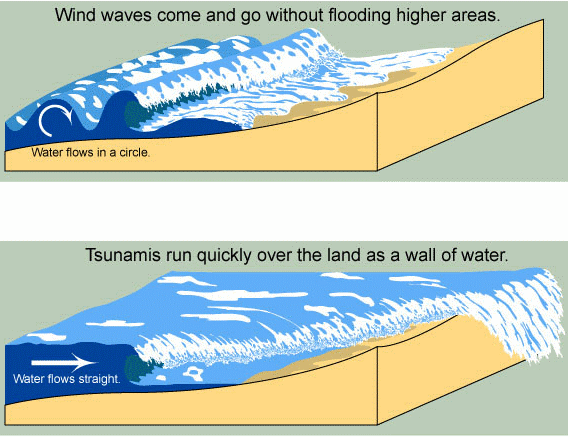 Wind waves come and go without flooding higher areas.
Water flows in a circle.
Tsunamis run quickly over the land as a wall of water.
Water flows straight.